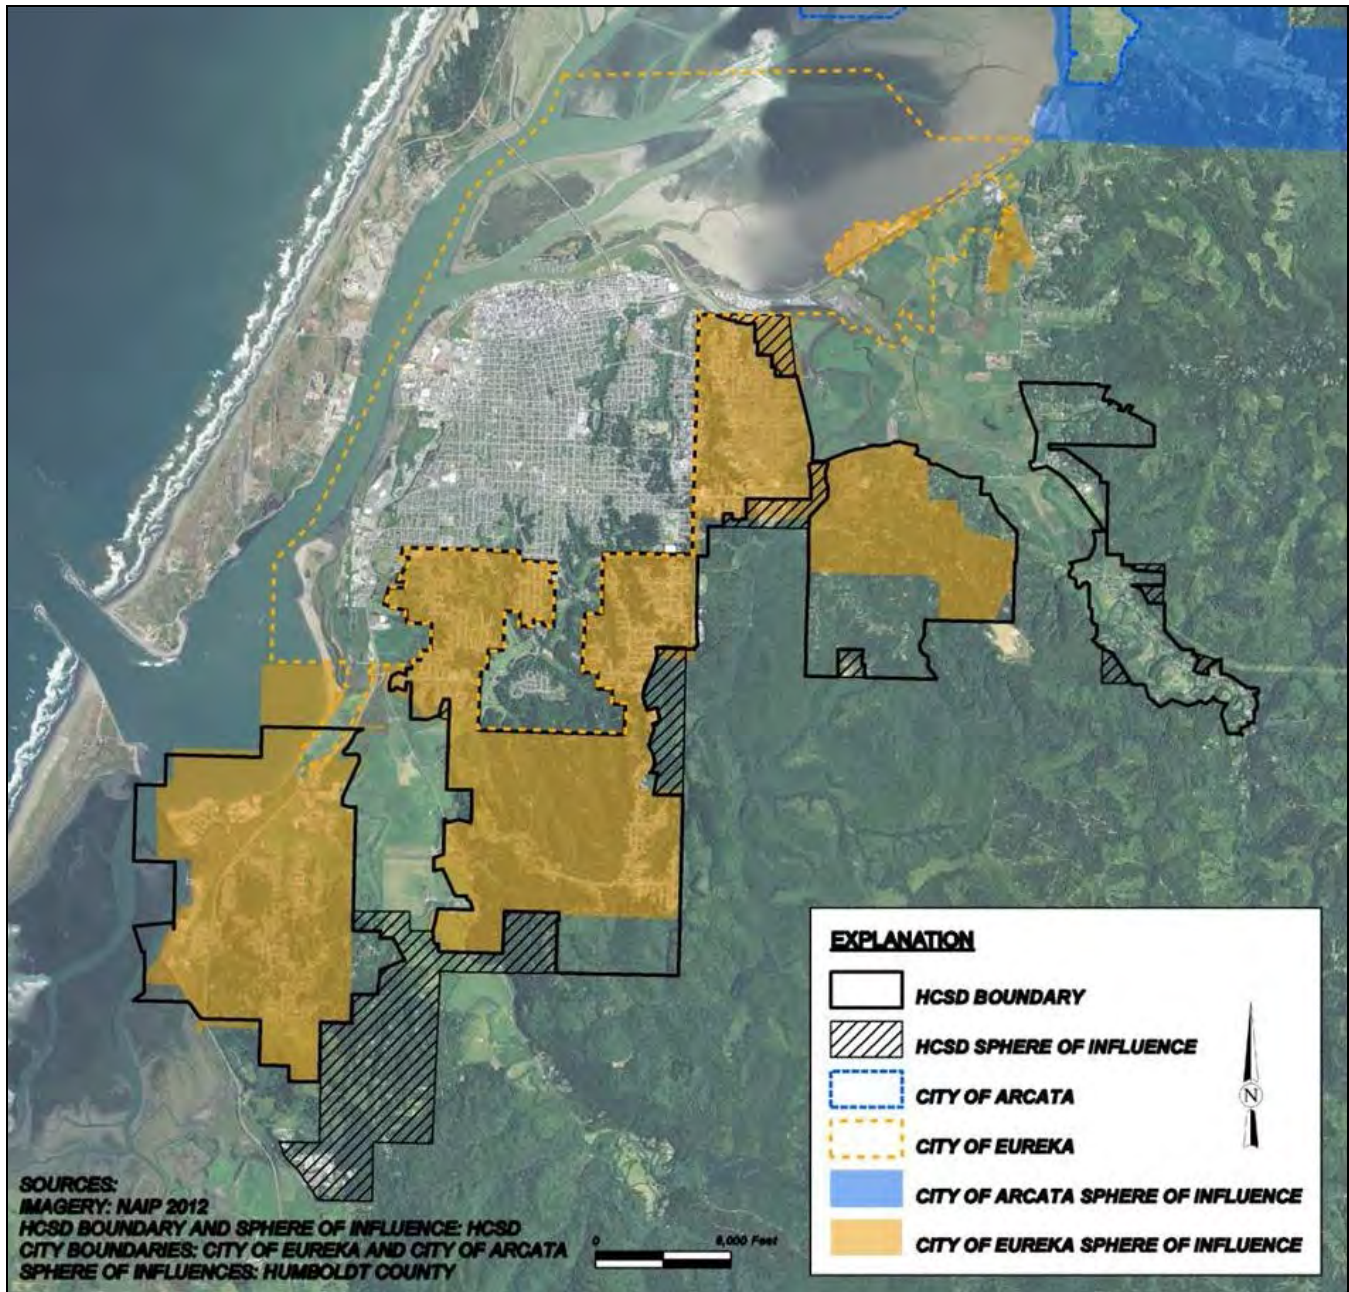 EXPLANATION
HCSD BOUNDARY
HCSD SPHERE OF INFLUENCE
CITY OF ARCATA
CITY OF EUREKA
CITY OF ARCATA SPHERE OF INFLUENCE
CITY OF EUREKA SPHERE OF INFLUENCE
N
SOURCES:
IMAGERY: NAIP 2012
HCSD BOUNDARY AND SPHERE OF INFLUENCE: HCSD
CITY BOUNDARIES: CITY OF EUREKA AND CITY OF ARCATA
SPHERE OF INFLUENCES: HUMBOLDT COUNTY
0 Feet